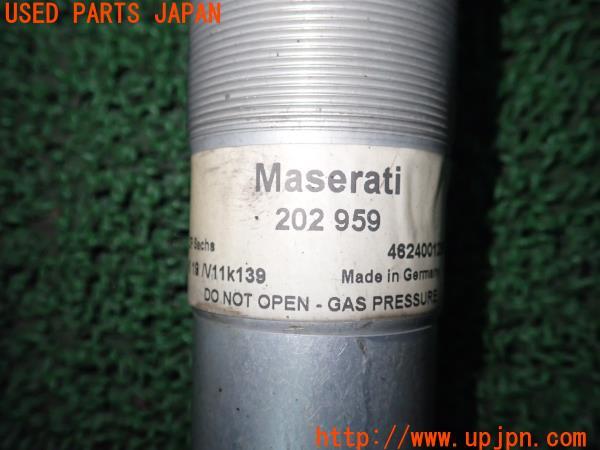 USED PARTS JAPAN
Maserati
202 959
Sachs
/V11k139
Made in Germany
DO NOT OPEN - GAS PRESSURE
http://www.upjpn.com/